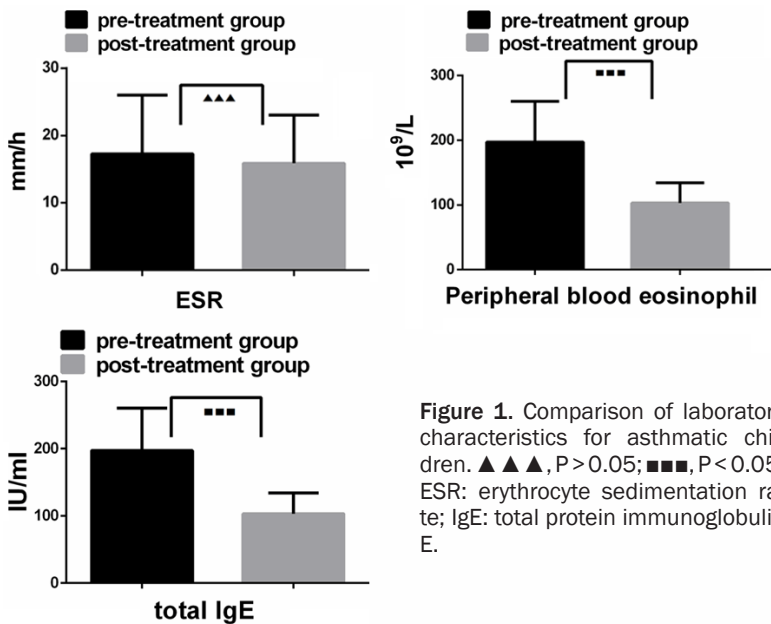 pre-treatment group
post-treatment group
30
20
10
0
mm/h
▲▲▲
ESR
pre-treatment group
post-treatment group
300
200
100
0
10⁹/L
■■■
Peripheral blood eosinophil
pre-treatment group
post-treatment group
300
200
100
0
IU/ml
■■■
total IgE
Figure 1. Comparison of laborator
characteristics for asthmatic chi
dren. ▲▲▲, P > 0.05; ■■■, P < 0.05
ESR: erythrocyte sedimentation ra
te; IgE: total protein immunoglobuli
E.